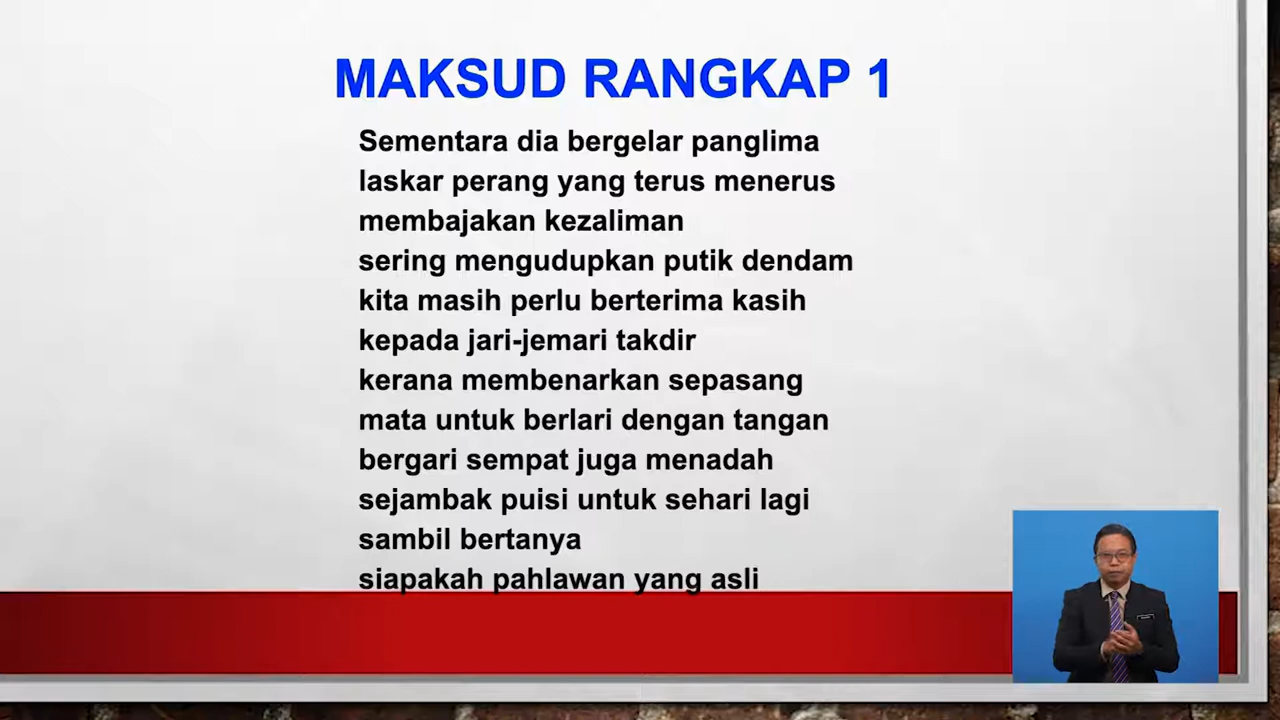 MAKSUD RANGKAP 1
Sementara dia bergelar panglima
laskar perang yang terus menerus
membajakan kezaliman
sering mengudupkan putik dendam
kita masih perlu berterima kasih
kepada jari-jemari takdir
kerana membenarkan sepasang
mata untuk berlari dengan tangan
bergari sempat juga menadah
sejambak puisi untuk sehari lagi
sambil bertanya
siapakah pahlawan yang asli